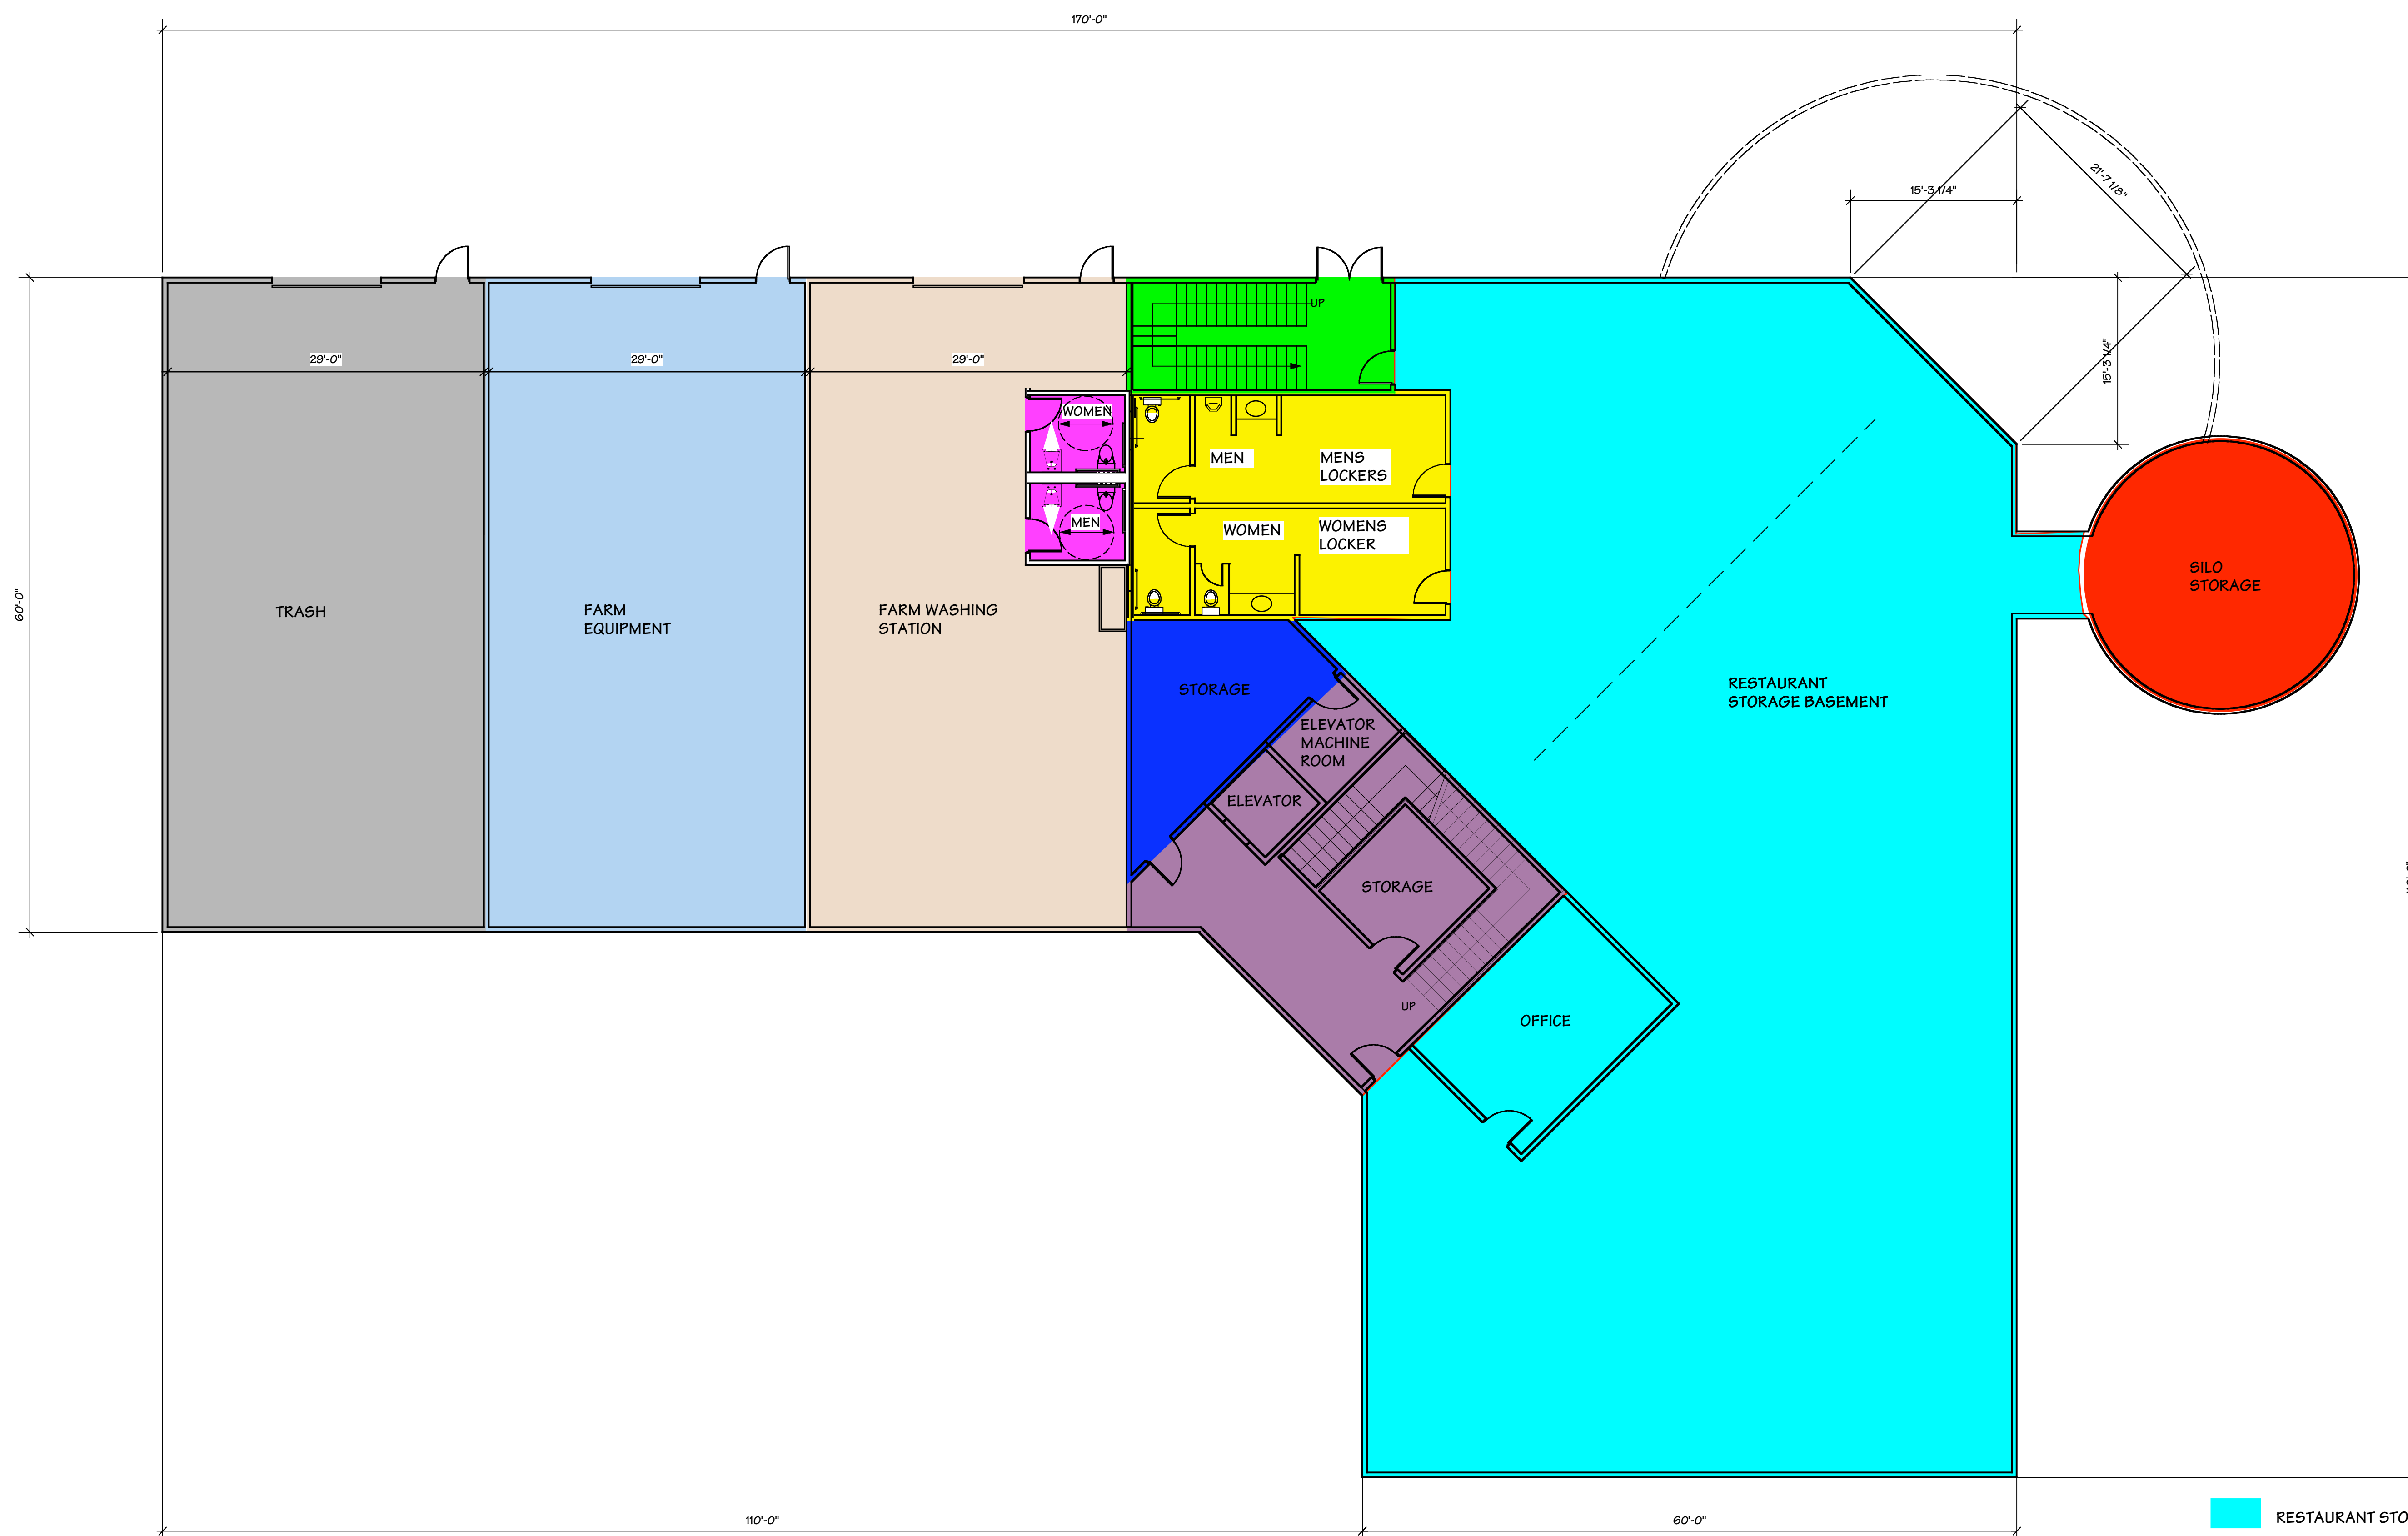 170'-0"
21'-7 1/8"
15'-3 1/4"
UP
29'-0"
29'-0"
29'-0"
15'-3 1/4"
WOMEN
MEN
MENS
LOCKERS
MEN
WOMEN
WOMENS
LOCKER
60'-0"
TRASH
FARM
EQUIPMENT
FARM WASHING
STATION
SILO
STORAGE
STORAGE
RESTAURANT
STORAGE BASEMENT
ELEVATOR
MACHINE
ROOM
ELEVATOR
STORAGE
UP
OFFICE
110'-0"
60'-0"
RESTAURANT STO